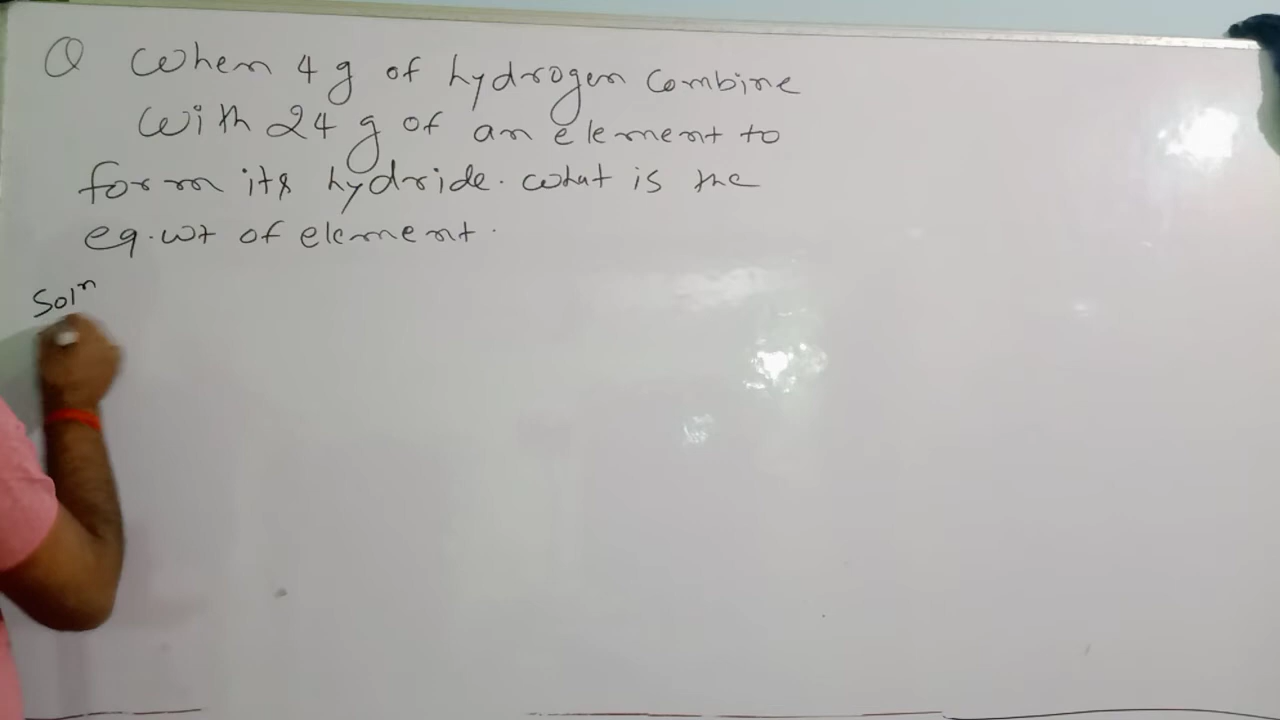 Q When 4 g of hydrogen combine
with 24 g of an element to
form its hydride. what is the
eq. wt of element.
Solⁿ